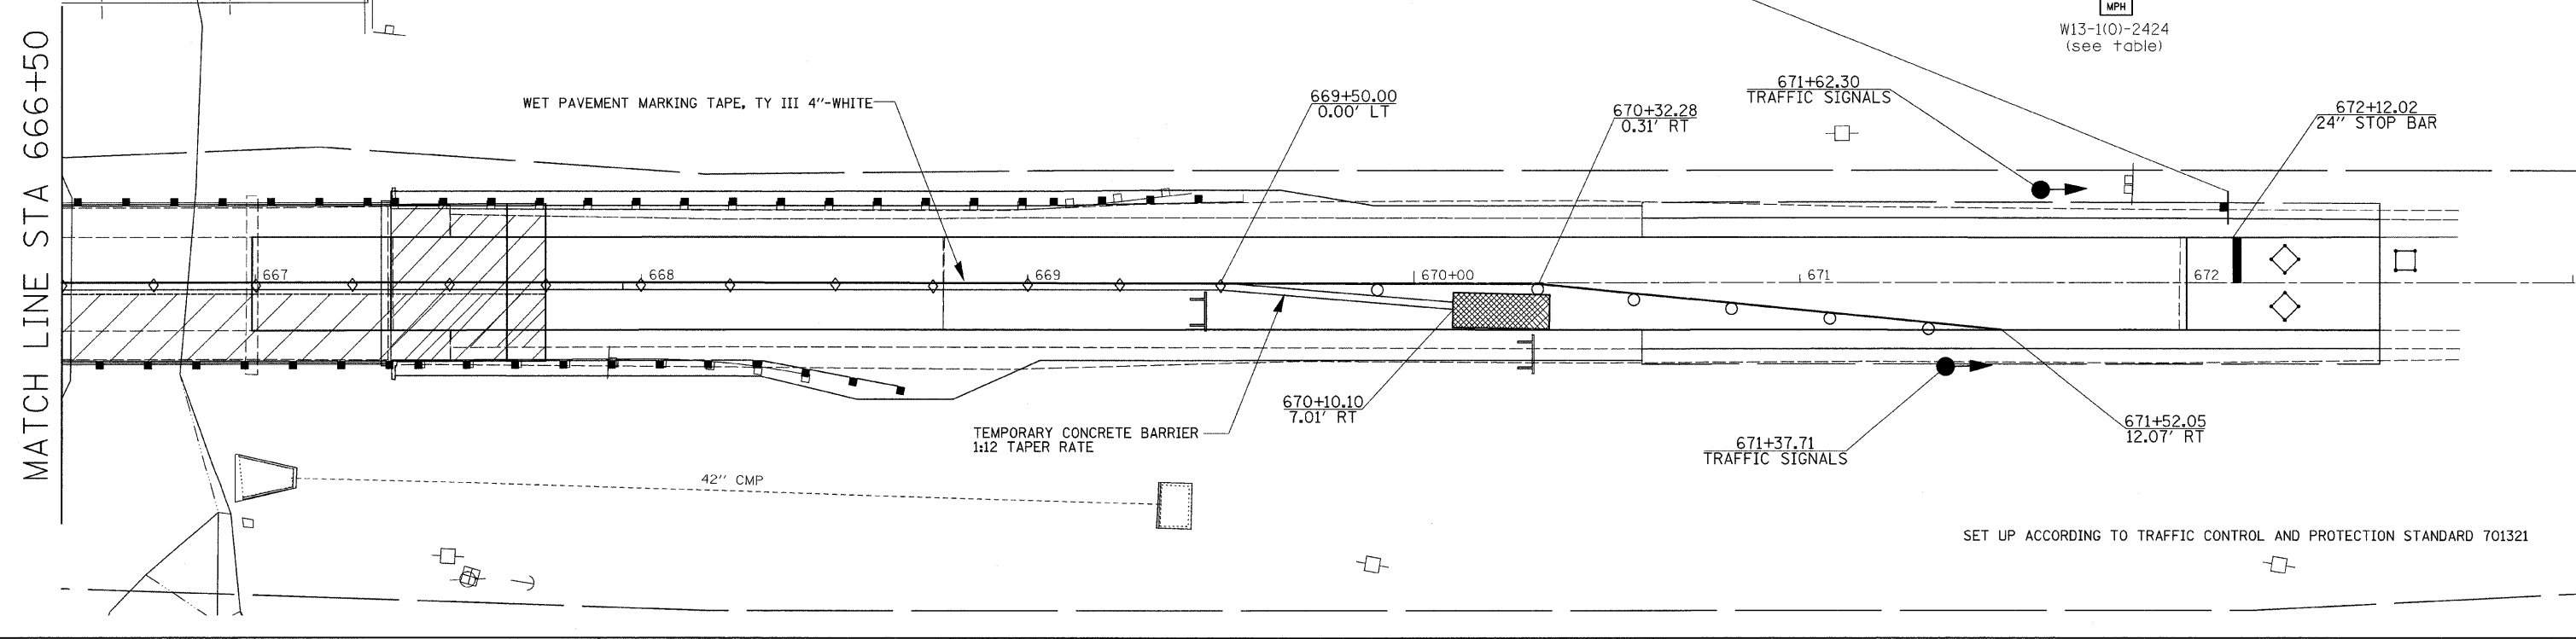 MPH
W13-1(0)-2424
(see table)
MATCH LINE STA 666+50
WET PAVEMENT MARKING TAPE, TY III 4"-WHITE
669+50.00
0.00' LT
670+32.28
0.31' RT
671+62.30
TRAFFIC SIGNALS
672+12.02
24" STOP BAR
667
668
669
670+00
671
672
670+10.10
7.01' RT
TEMPORARY CONCRETE BARRIER
1:12 TAPER RATE
671+37.71
TRAFFIC SIGNALS
671+52.05
12.07' RT
42" CMP
SET UP ACCORDING TO TRAFFIC CONTROL AND PROTECTION STANDARD 701321